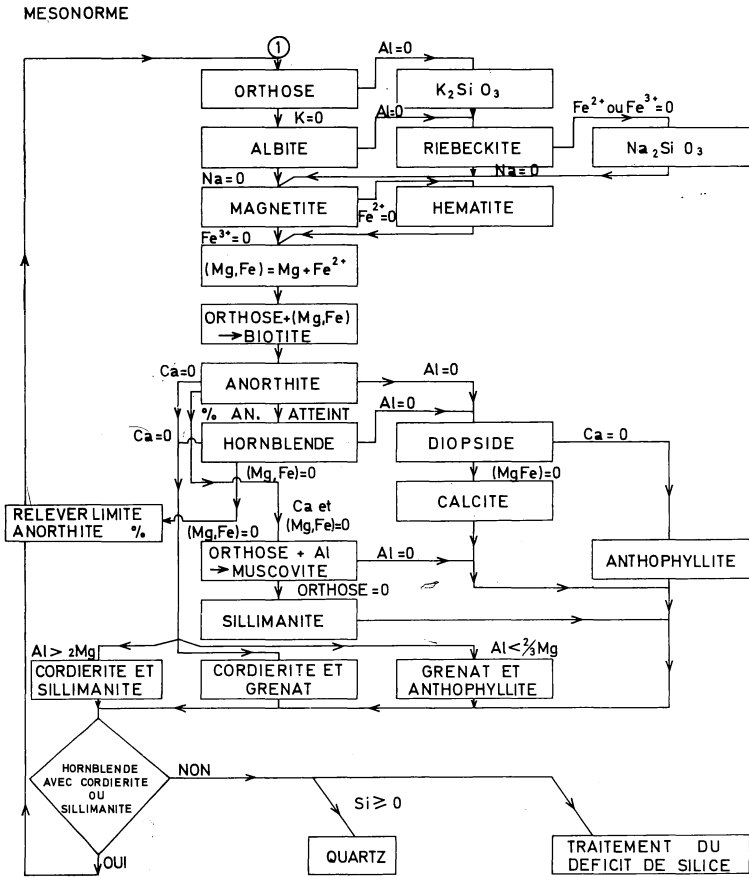 MESONORME
1
Al=0
ORTHOSE
K₂Si O₃
K=0
Al=0
Fe²⁺ ou Fe³⁺=0
ALBITE
RIEBECKITE
Na₂SiO₃
Na=0
Na=0
MAGNETITE
HEMATITE
Fe²⁺=0
Fe³⁺=0
(Mg,Fe)=Mg+Fe²⁺
ORTHOSE+(Mg,Fe)
→BIOTITE
Ca=0
ANORTHITE
Al=0
% AN. ATTEINT
Al=0
Ca=0
HORNBLENDE
DIOPSIDE
Ca = 0
(Mg,Fe)=0
(MgFe)=0
CALCITE
RELEVER LIMITE
ANORTHITE %
Ca et
(Mg,Fe)=0
(Mg,Fe)=0
ORTHOSE + Al
→ MUSCOVITE
Al=0
ANTHOPHYLLITE
ORTHOSE=0
SILLIMANITE
Al> 2Mg
Al<⅔Mg
CORDIERITE ET
SILLIMANITE
CORDIERITE ET
GRENAT
GRENAT ET
ANTHOPHYLLITE
HORNBLENDE
AVEC CORDIERITE
OU
SILLIMANITE
NON
Si⩾0
OUI
QUARTZ
TRAITEMENT DU
DEFICIT DE SILICE